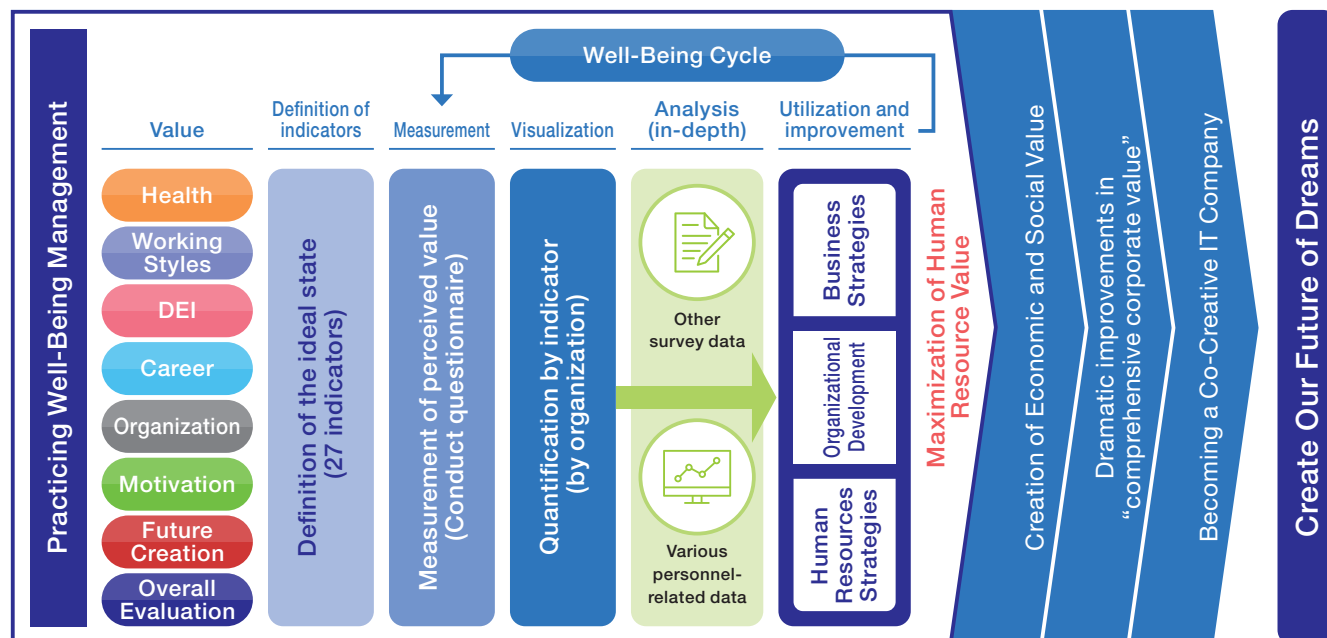 Practicing Well-Being Management
Well-Being Cycle
Value
Health
Working
Styles
DEI
Career
Organization
Motivation
Future
Creation
Overall
Evaluation
Definition of
indicators
Definition of the ideal state
(27 indicators)
Measurement
Measurement of perceived value
(Conduct questionnaire)
Visualization
Quantification by indicator
(by organization)
Analysis
(in-depth)
Other
survey data
Various
personnel-
related data
Utilization and
improvement
Business
Strategies
Organizational
Development
Human
Resources
Strategies
Maximization of Human
Resource Value
Creation of Economic and Social Value
Dramatic improvements in
“comprehensive corporate value”
Becoming a Co-Creative IT Company
Create Our Future of Dreams